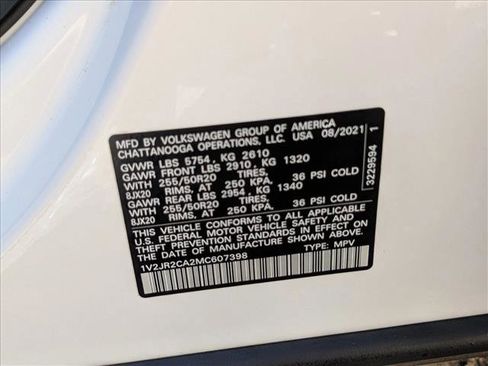 MFD BY VOLKSWAGEN GROUP OF AMERICA
CHATTANOOGA OPERATIONS, LLC. USA 08/2021
GVWR LBS 5754, KG 2610
GAWR FRONT LBS 2910, KG 1320
WITH 255/50R20 TIRES, 36 PSI COLD
8JX20 RIMS, AT 250 KPA.
GAWR REAR LBS 2954, KG 1340
WITH 255/50R20 TIRES, 36 PSI COLD
8JX20 RIMS, AT 250 KPA.
THIS VEHICLE CONFORMS TO ALL APPLICABLE
U.S. FEDERAL MOTOR VEHICLE SAFETY STANDARDS
IN EFFECT ON THE
DATE OF MANUFACTURE SHOWN ABOVE.
1V2JR2CA2MC607398 TYPE: MPV
3229594 1